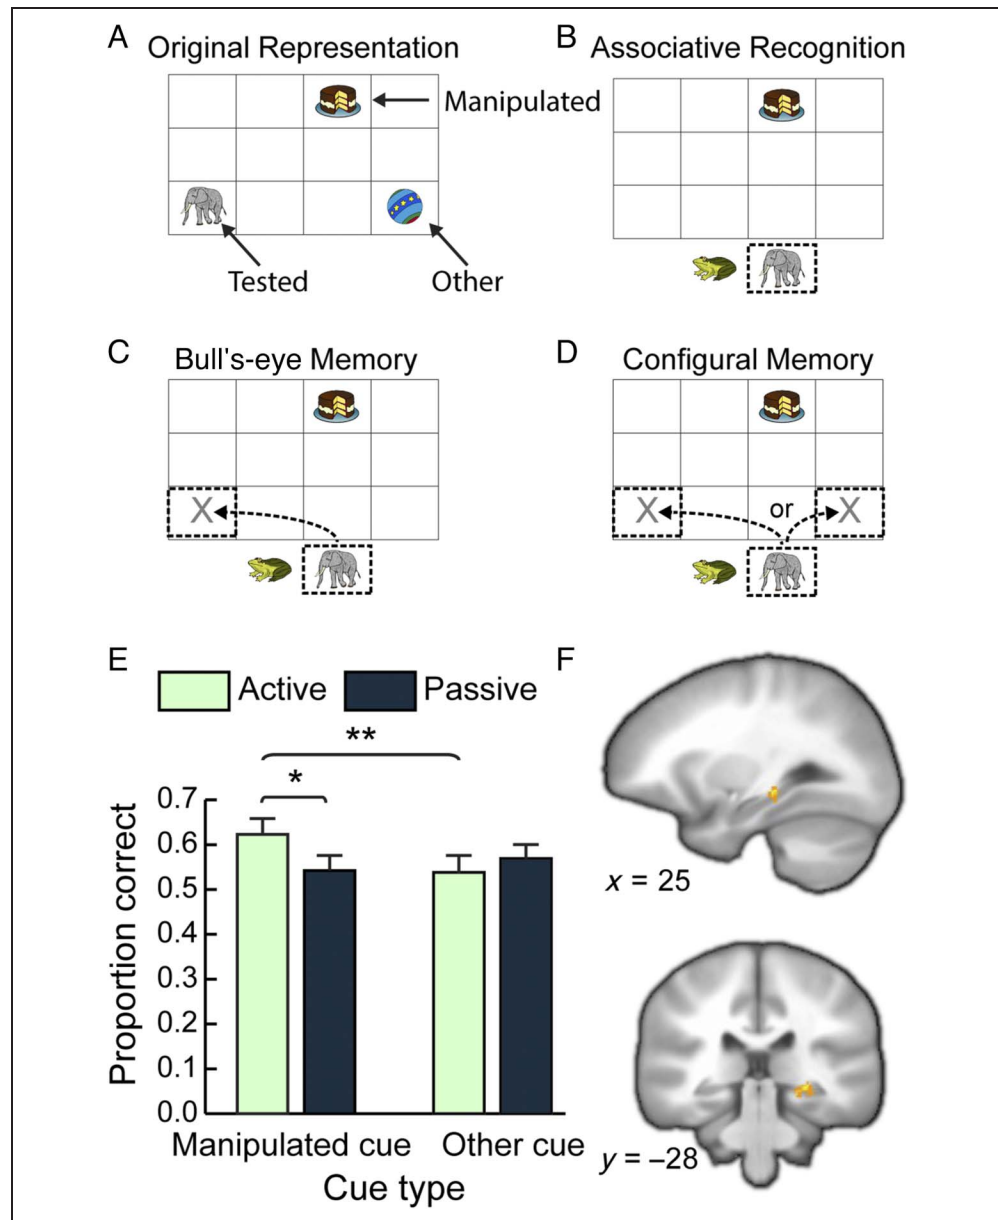 A
Original Representation
Manipulated
Tested
Other
B
Associative Recognition
C
Bull's-eye Memory
X
D
Configural Memory
X
or
X
E
Active
Passive
**
*
Proportion correct
0.7
0.6
0.5
0.4
0.3
0.2
0.1
0.0
Manipulated cue
Other cue
Cue type
F
x = 25
y = –28